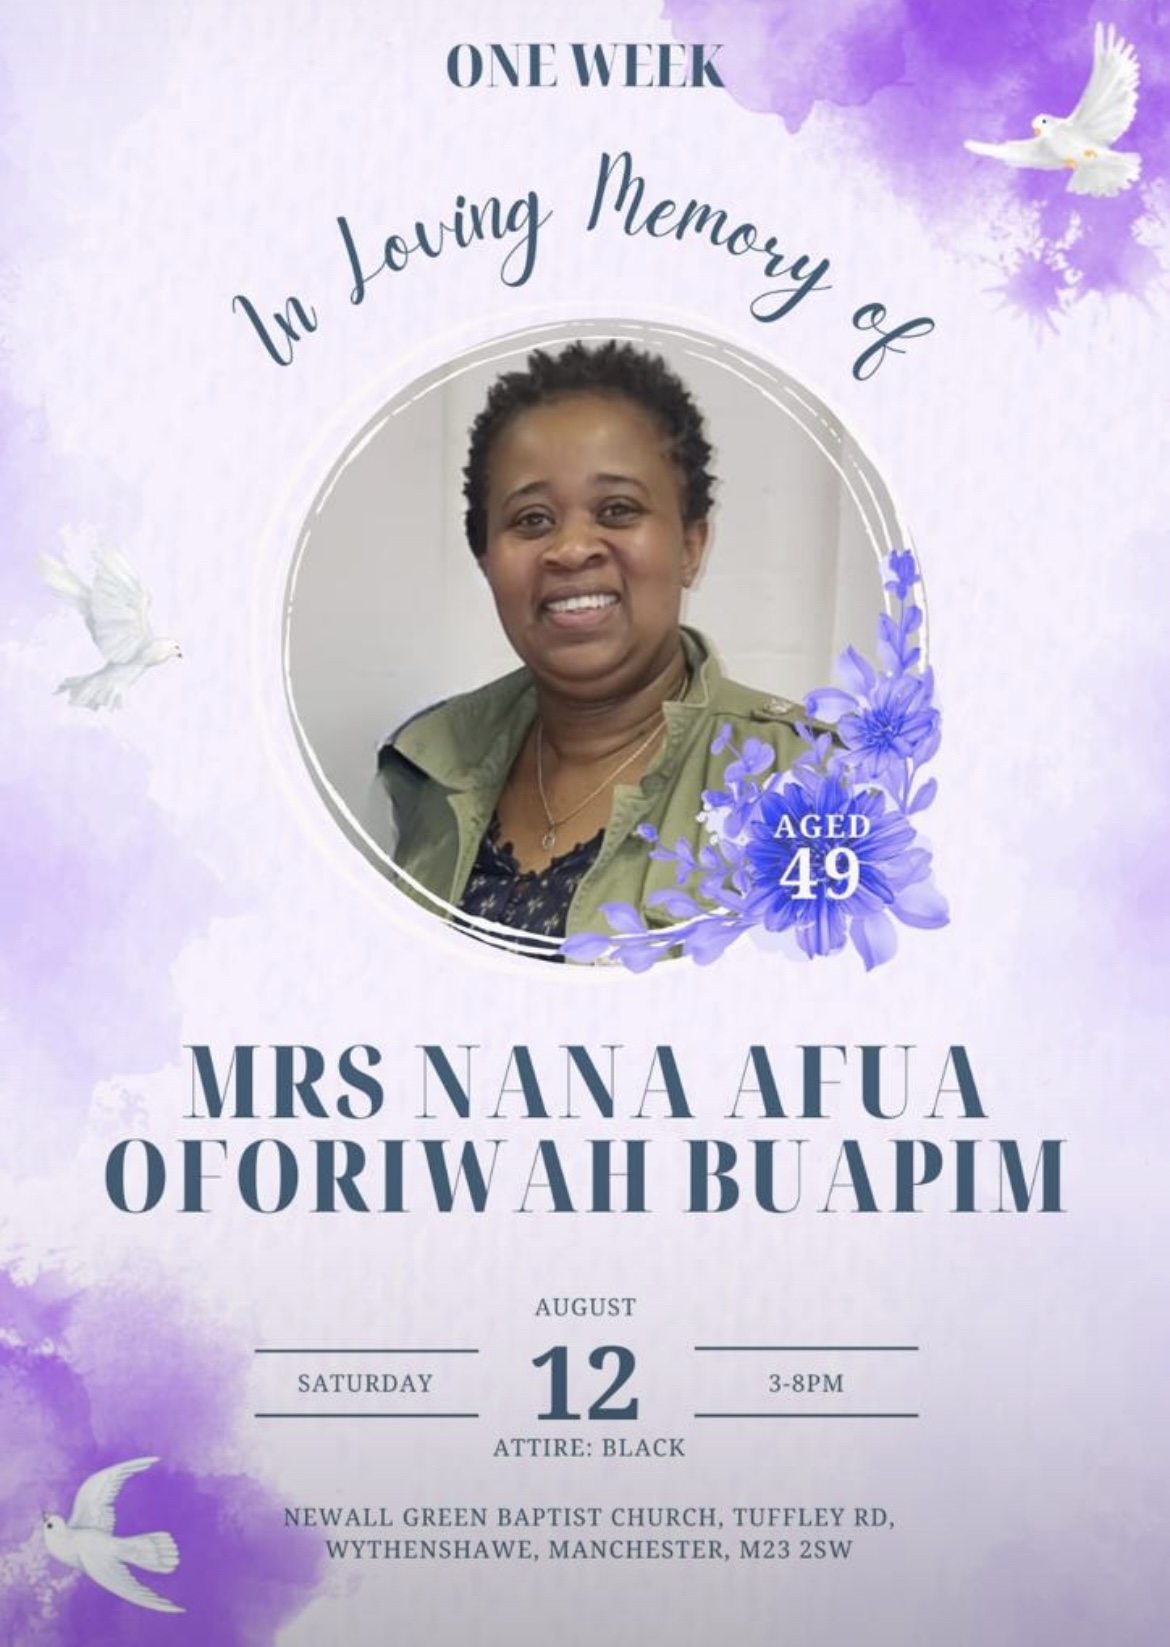 ONE WEEK
In Loving Memory of
AGED
49
MRS NANA AFUA
OFORIWAH BUAPIM
AUGUST
SATURDAY 12 3-8PM
ATTIRE: BLACK
NEWALL GREEN BAPTIST CHURCH, TUFFLEY RD,
WYTHENSHAWE, MANCHESTER, M23 2SW